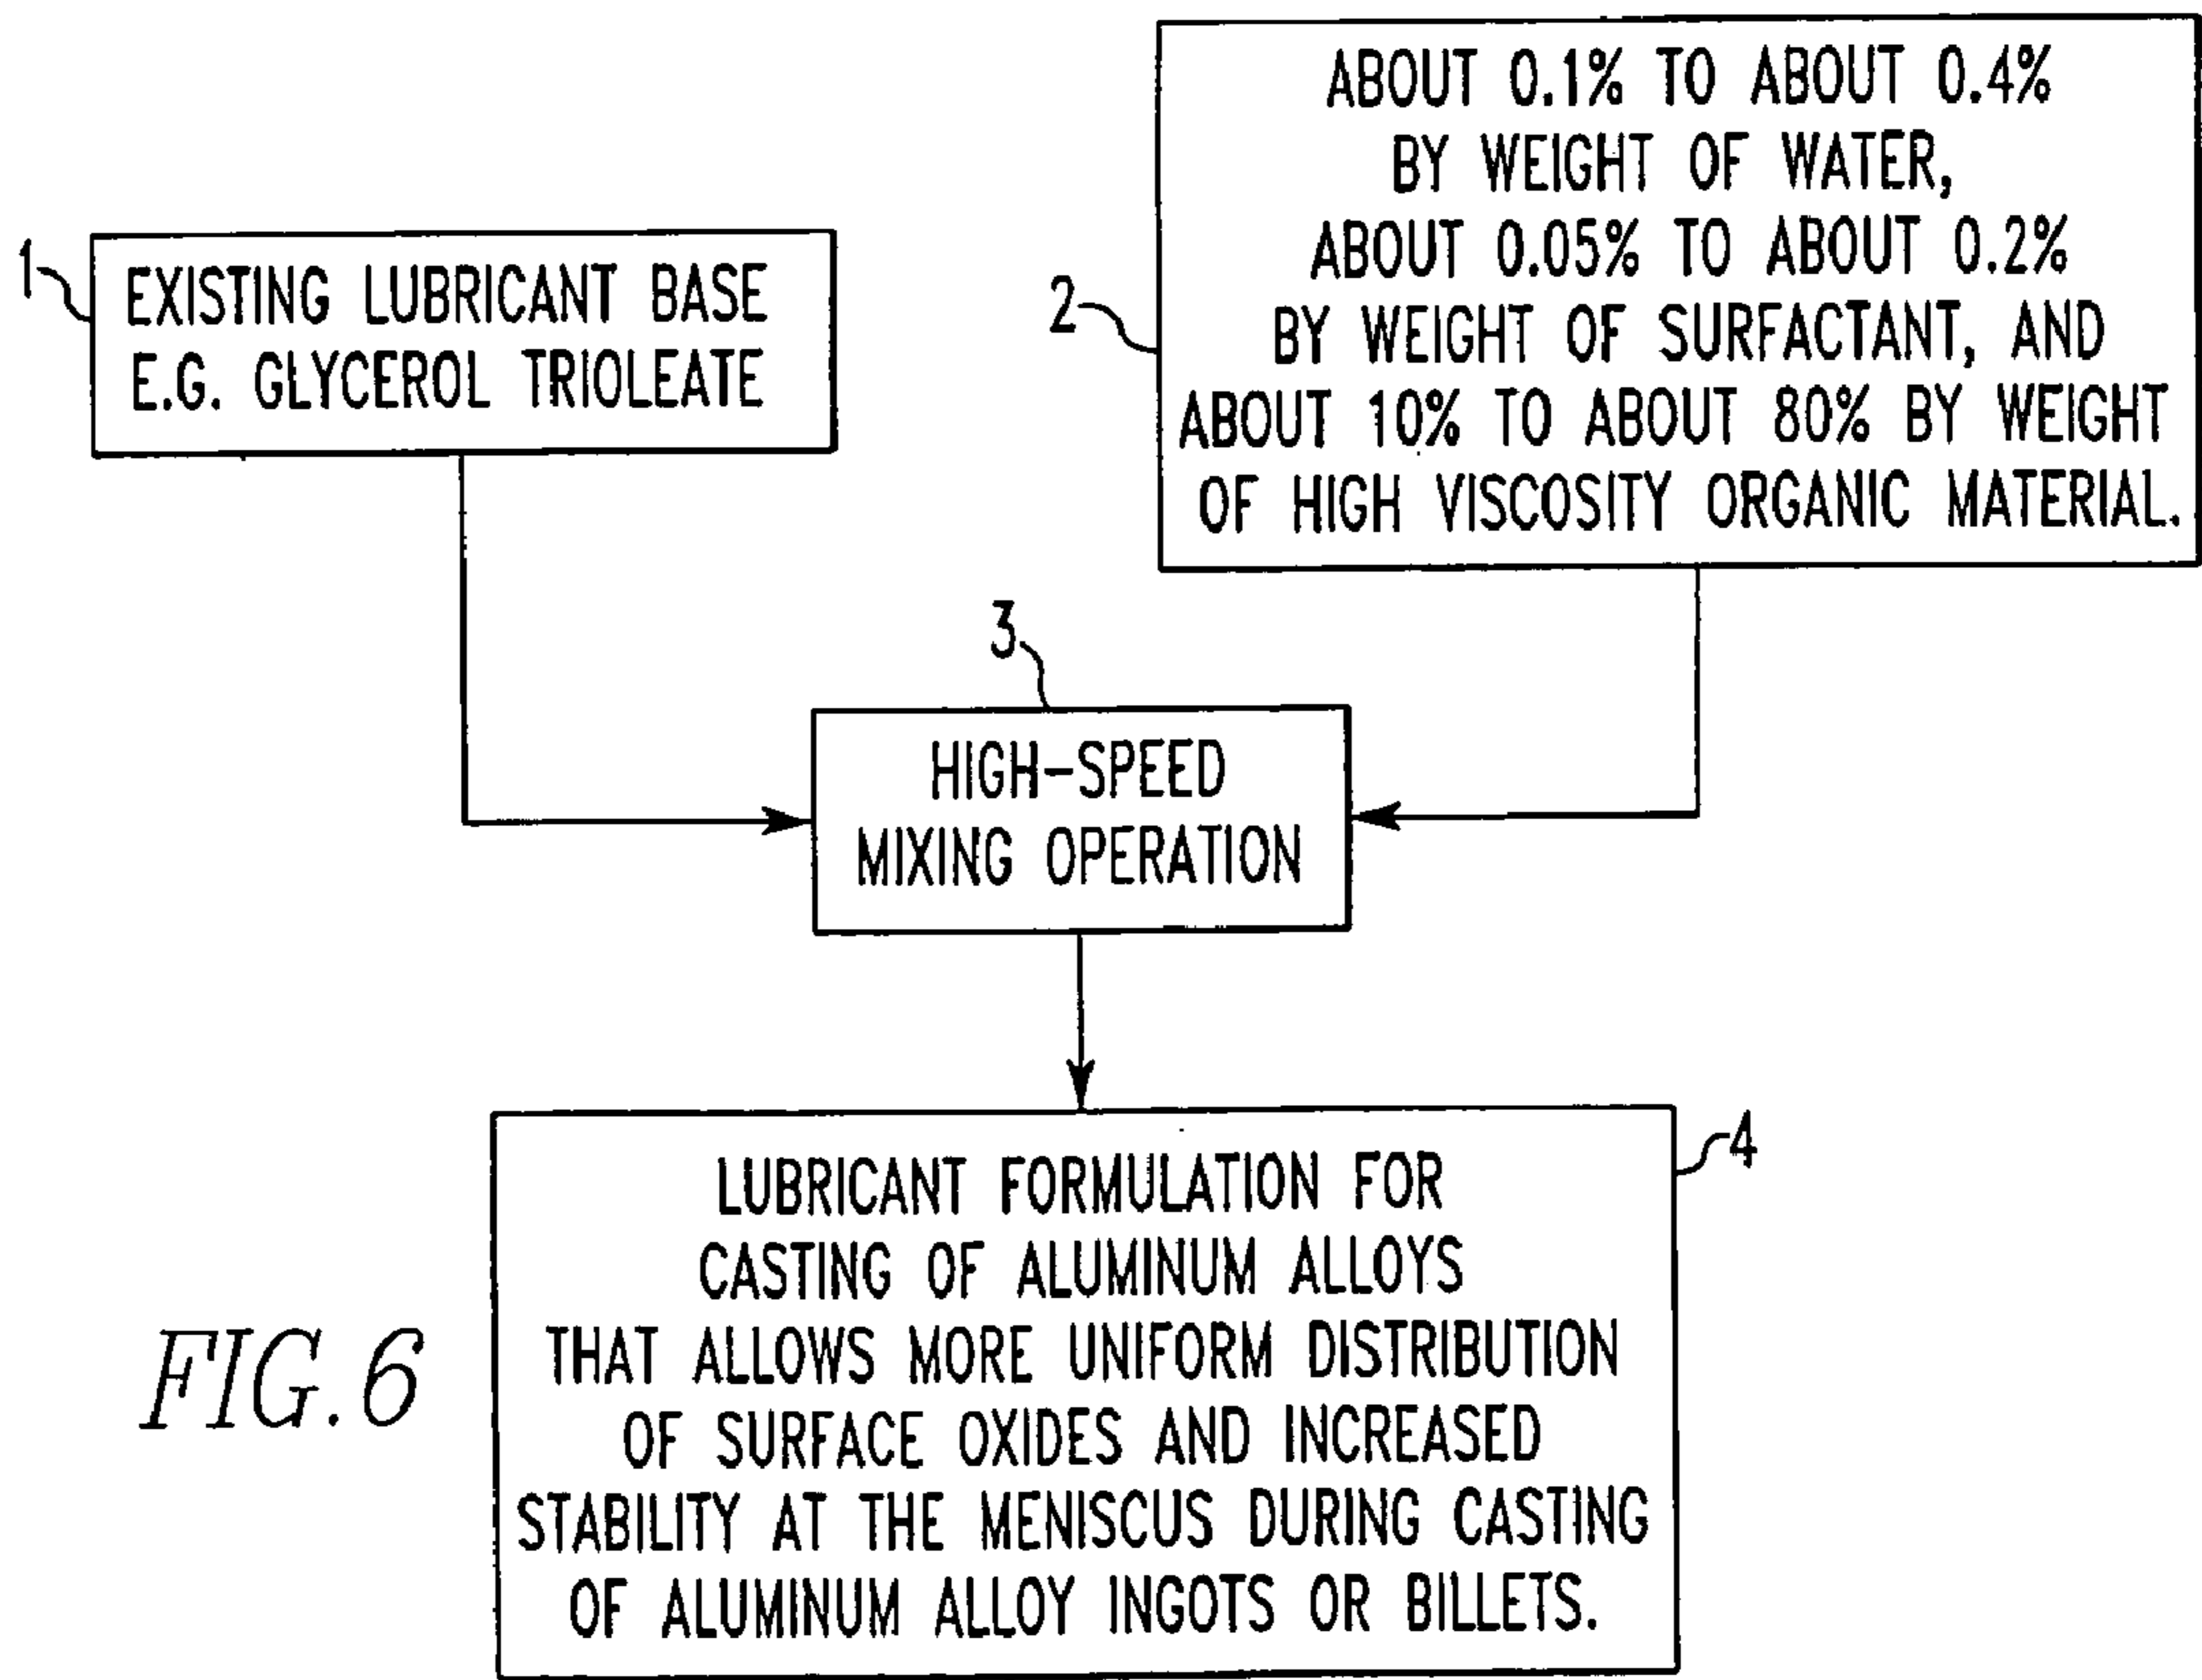 1
EXISTING LUBRICANT BASE
E.G. GLYCEROL TRIOLEATE
2
ABOUT 0.1% TO ABOUT 0.4%
BY WEIGHT OF WATER,
ABOUT 0.05% TO ABOUT 0.2%
BY WEIGHT OF SURFACTANT, AND
ABOUT 10% TO ABOUT 80% BY WEIGHT
OF HIGH VISCOSITY ORGANIC MATERIAL.
3
HIGH-SPEED
MIXING OPERATION
4
LUBRICANT FORMULATION FOR
CASTING OF ALUMINUM ALLOYS
THAT ALLOWS MORE UNIFORM DISTRIBUTION
OF SURFACE OXIDES AND INCREASED
STABILITY AT THE MENISCUS DURING CASTING
OF ALUMINUM ALLOY INGOTS OR BILLETS.
FIG.6